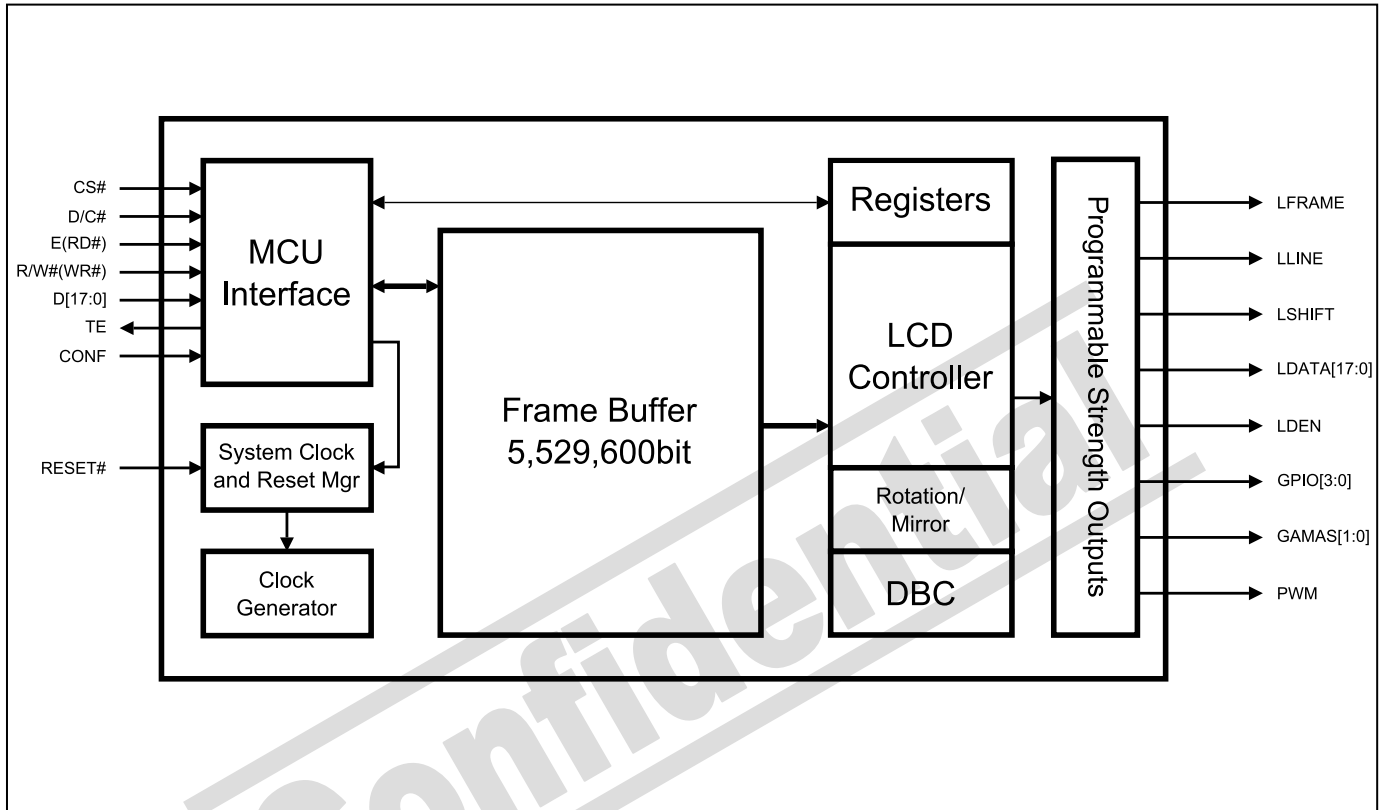 CS#
D/C#
E(RD#)
R/W#(WR#)
D[17:0]
TE
CONF
RESET#
MCU
Interface
System Clock
and Reset Mgr
Clock
Generator
Frame Buffer
5,529,600bit
Registers
LCD
Controller
Rotation/
Mirror
DBC
Programmable Strength Outputs
LFRAME
LLINE
LSHIFT
LDATA[17:0]
LDEN
GPIO[3:0]
GAMAS[1:0]
PWM
Confidential